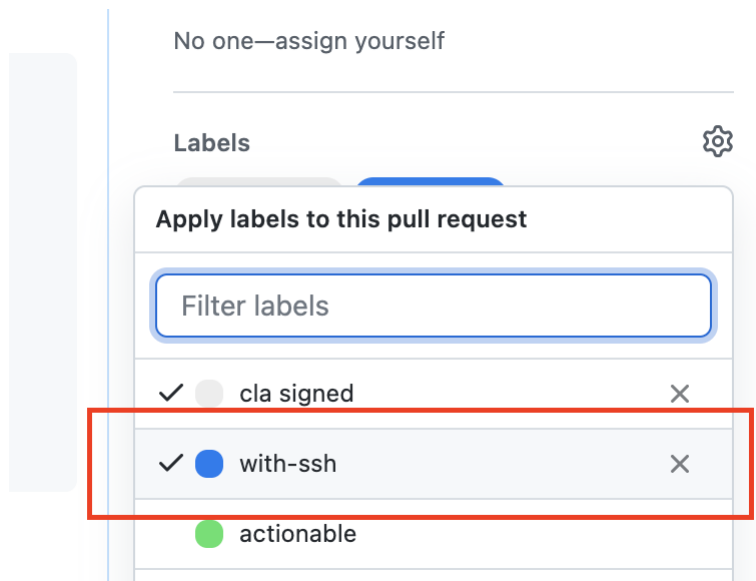 No one—assign yourself
Labels
Apply labels to this pull request
Filter labels
cla signed
with-ssh
actionable